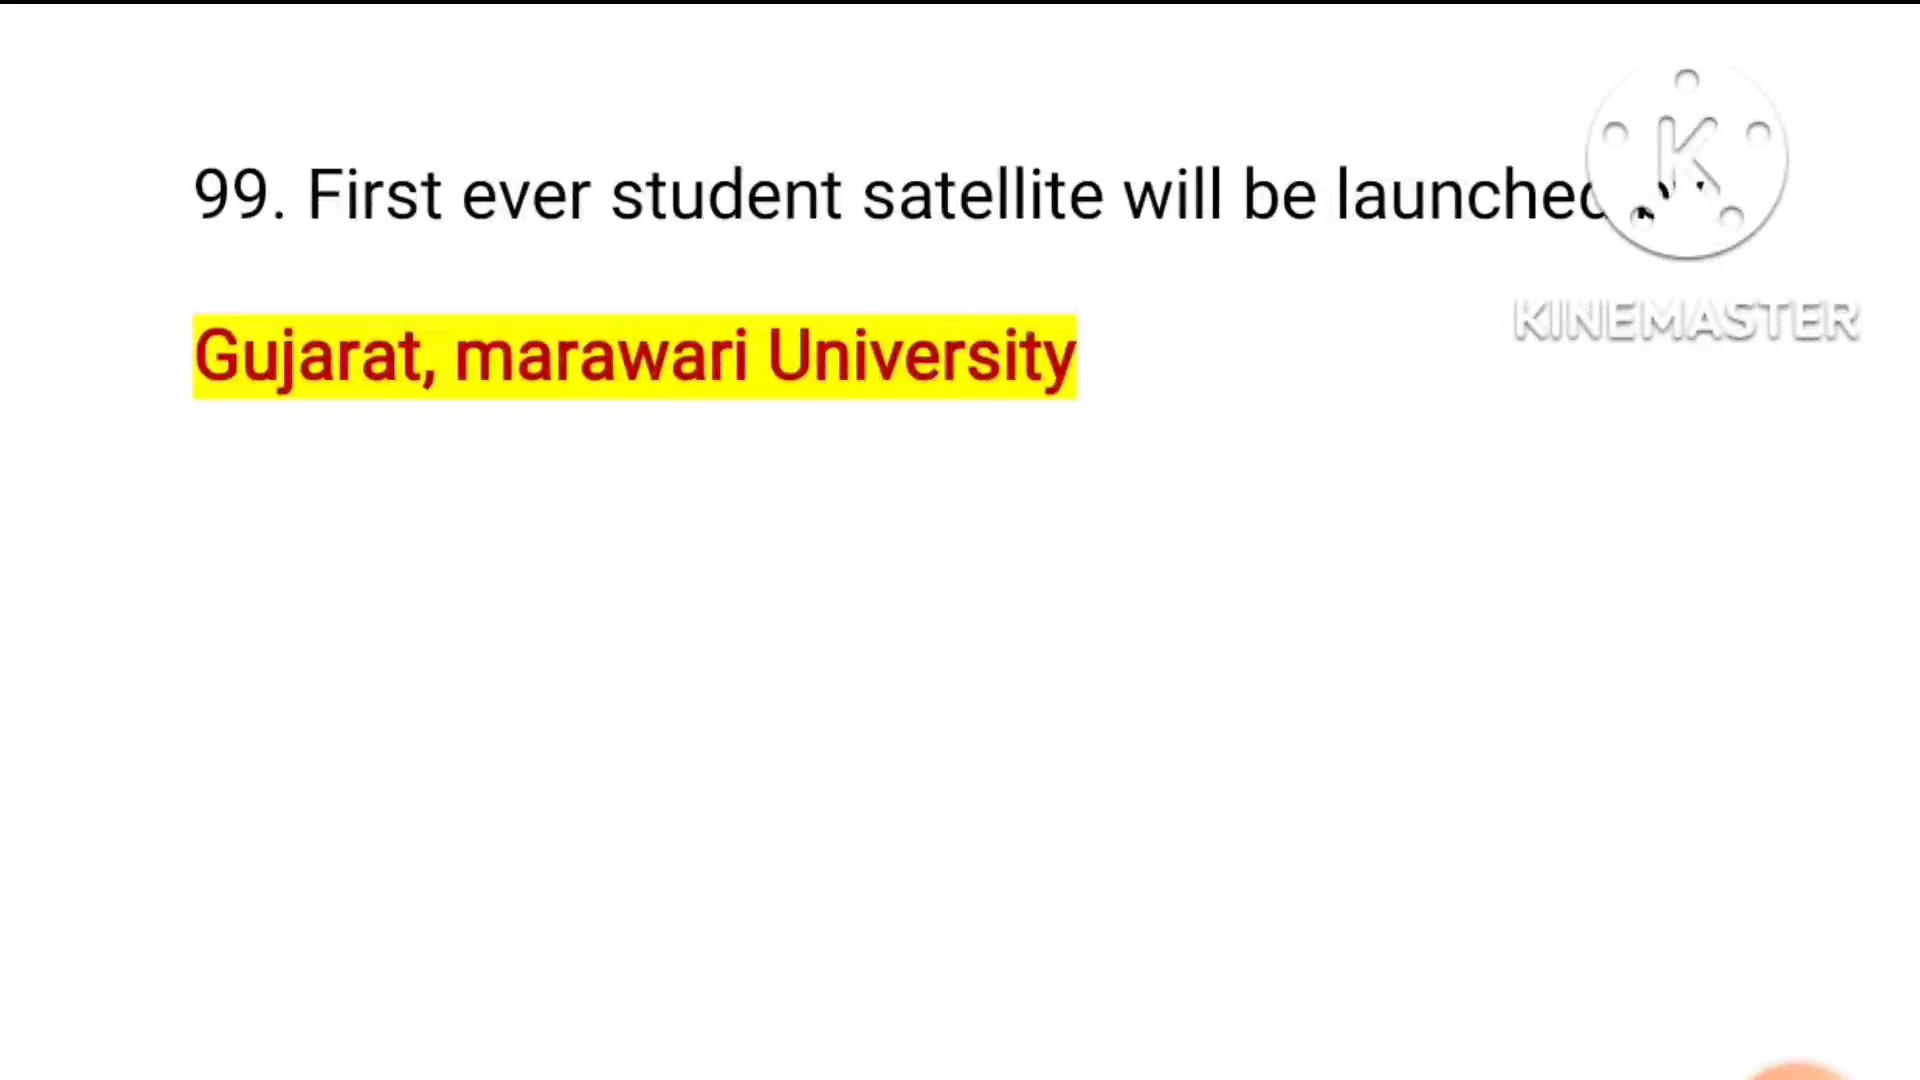 99. First ever student satellite will be launched
K
Gujarat, marawari University
KINEMASTER